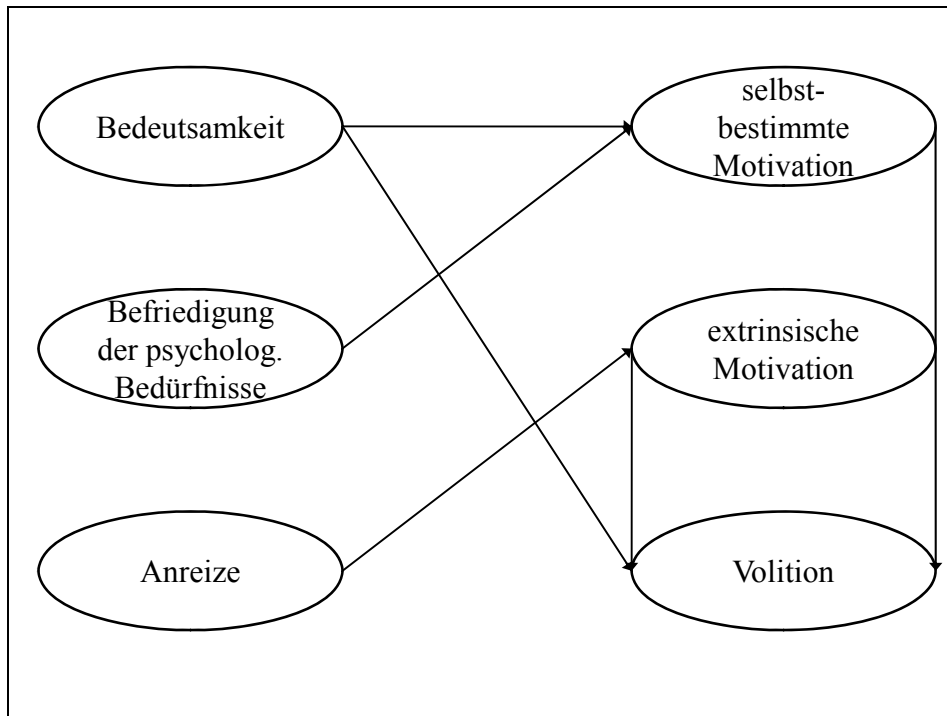 Bedeutsamkeit
selbst-
bestimmte
Motivation
Befriedigung
der psycholog.
Bedürfnisse
extrinsische
Motivation
Anreize
Volition